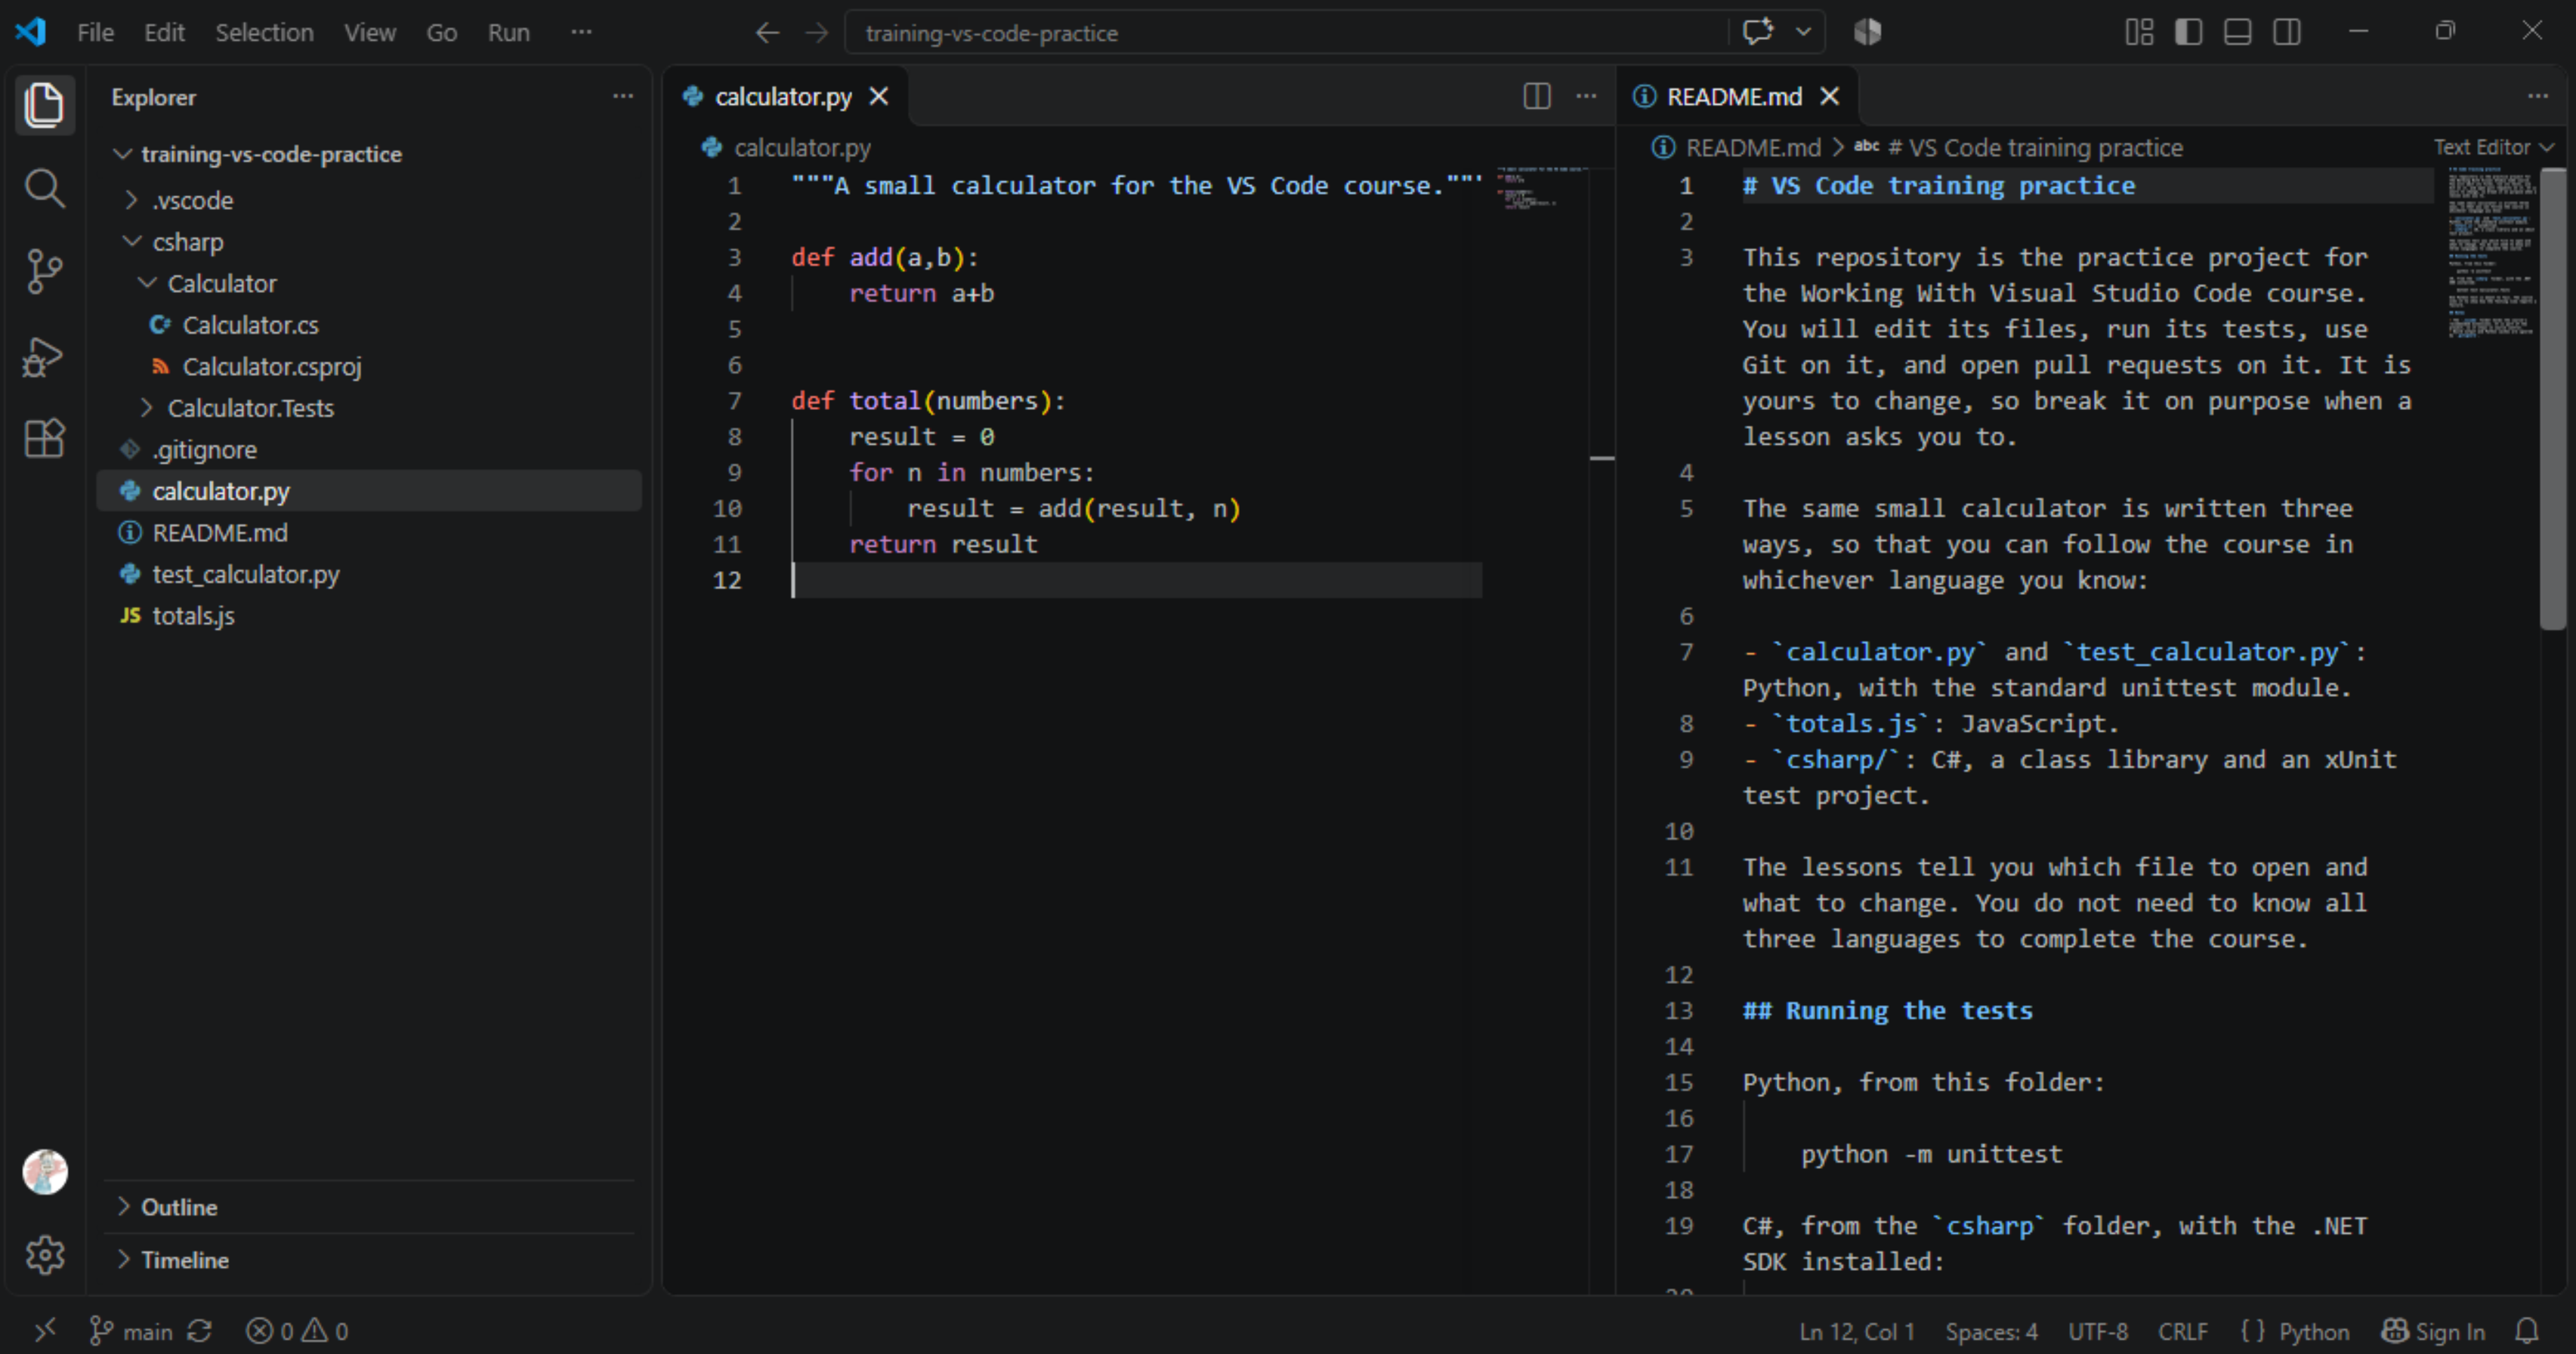 File Edit Selection View Go Run
training-vs-code-practice
Explorer
training-vs-code-practice
.vscode
csharp
Calculator
Calculator.cs
Calculator.csproj
Calculator.Tests
.gitignore
calculator.py
README.md
test_calculator.py
JS totals.js
Outline
Timeline
calculator.py
calculator.py
1 """A small calculator for the VS Code course.""'
2
3 def add(a,b):
4     return a+b
5
6
7 def total(numbers):
8     result = 0
9     for n in numbers:
10         result = add(result, n)
11     return result
12
README.md
README.md > abc # VS Code training practice
Text Editor
1 # VS Code training practice
2
3 This repository is the practice project for
the Working With Visual Studio Code course.
You will edit its files, run its tests, use
Git on it, and open pull requests on it. It is
yours to change, so break it on purpose when a
lesson asks you to.
4
5 The same small calculator is written three
ways, so that you can follow the course in
whichever language you know:
6
7 - `calculator.py` and `test_calculator.py`:
Python, with the standard unittest module.
8 - `totals.js`: JavaScript.
9 - `csharp/`: C#, a class library and an xUnit
test project.
10
11 The lessons tell you which file to open and
what to change. You do not need to know all
three languages to complete the course.
12
13 ## Running the tests
14
15 Python, from this folder:
16
17     python -m unittest
18
19 C#, from the `csharp` folder, with the .NET
SDK installed:
main 0 0
Ln 12, Col 1 Spaces: 4 UTF-8 CRLF {} Python Sign In